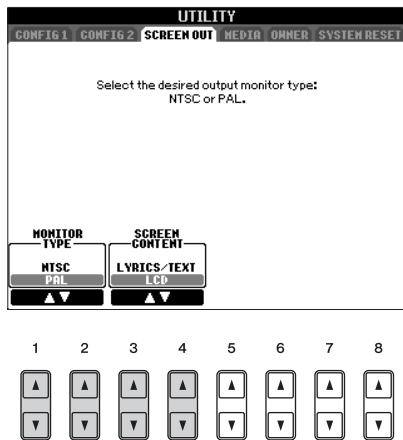 UTILITY
CONFIG 1 CONFIG 2 SCREEN OUT MEDIA OWNER SYSTEM RESET
Select the desired output monitor type:
NTSC or PAL.
MONITOR TYPE
NTSC
PAL
SCREEN CONTENT
LYRICS/TEXT
LCD
1 2 3 4 5 6 7 8